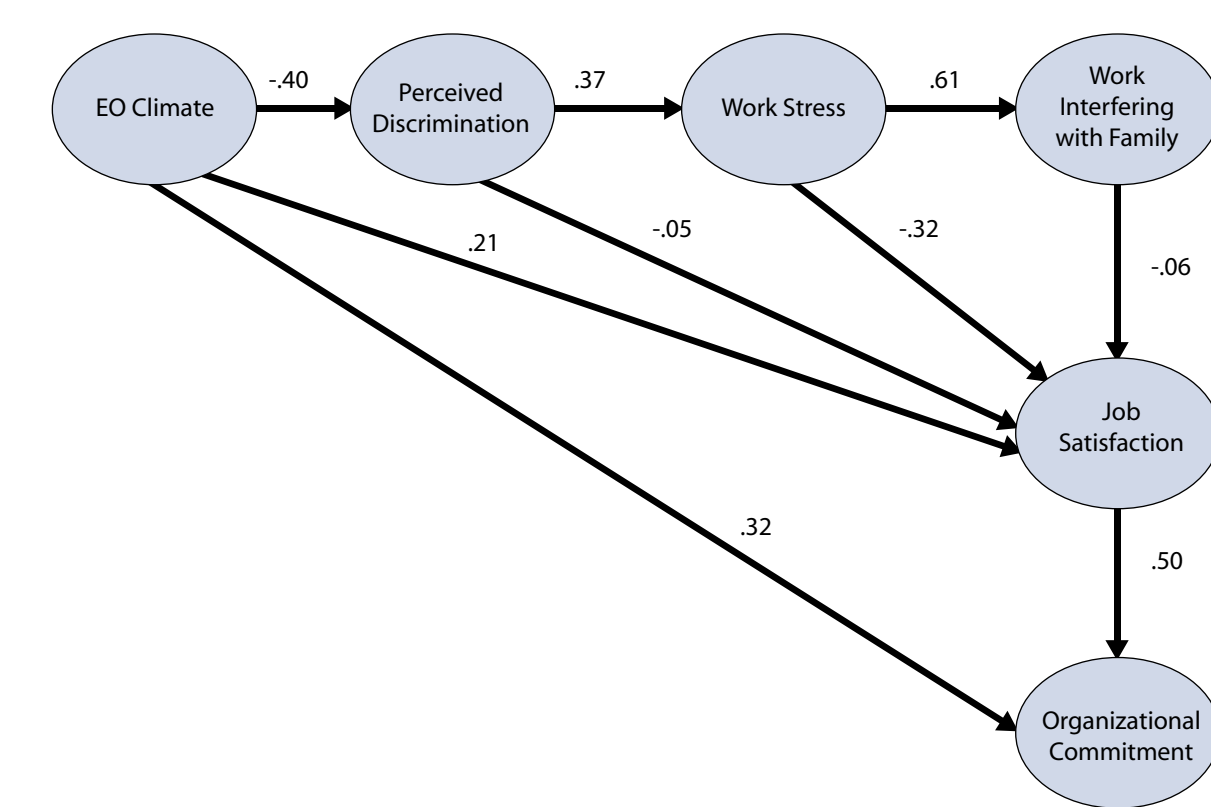 EO Climate
-.40
Perceived
Discrimination
.37
Work Stress
.61
Work
Interfering
with Family
.21
-.05
-.32
-.06
Job
Satisfaction
.32
.50
Organizational
Commitment